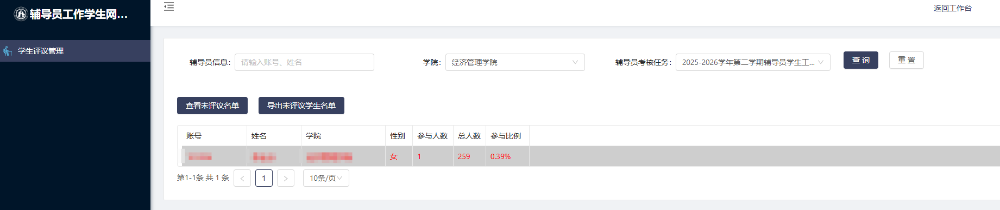 辅导员工作学生网...
返回工作台
学生评议管理
辅导员信息: 请输入账号、姓名 学院: 经济管理学院 辅导员考核任务: 2025-2026学年第二学期辅导员学生工... 查 询 重 置
查看未评议名单 导出未评议学生名单
账号 姓名 学院 性别 参与人数 总人数 参与比例
女 1 259 0.39%
第1-1条 共 1 条 < 1 > 10条/页